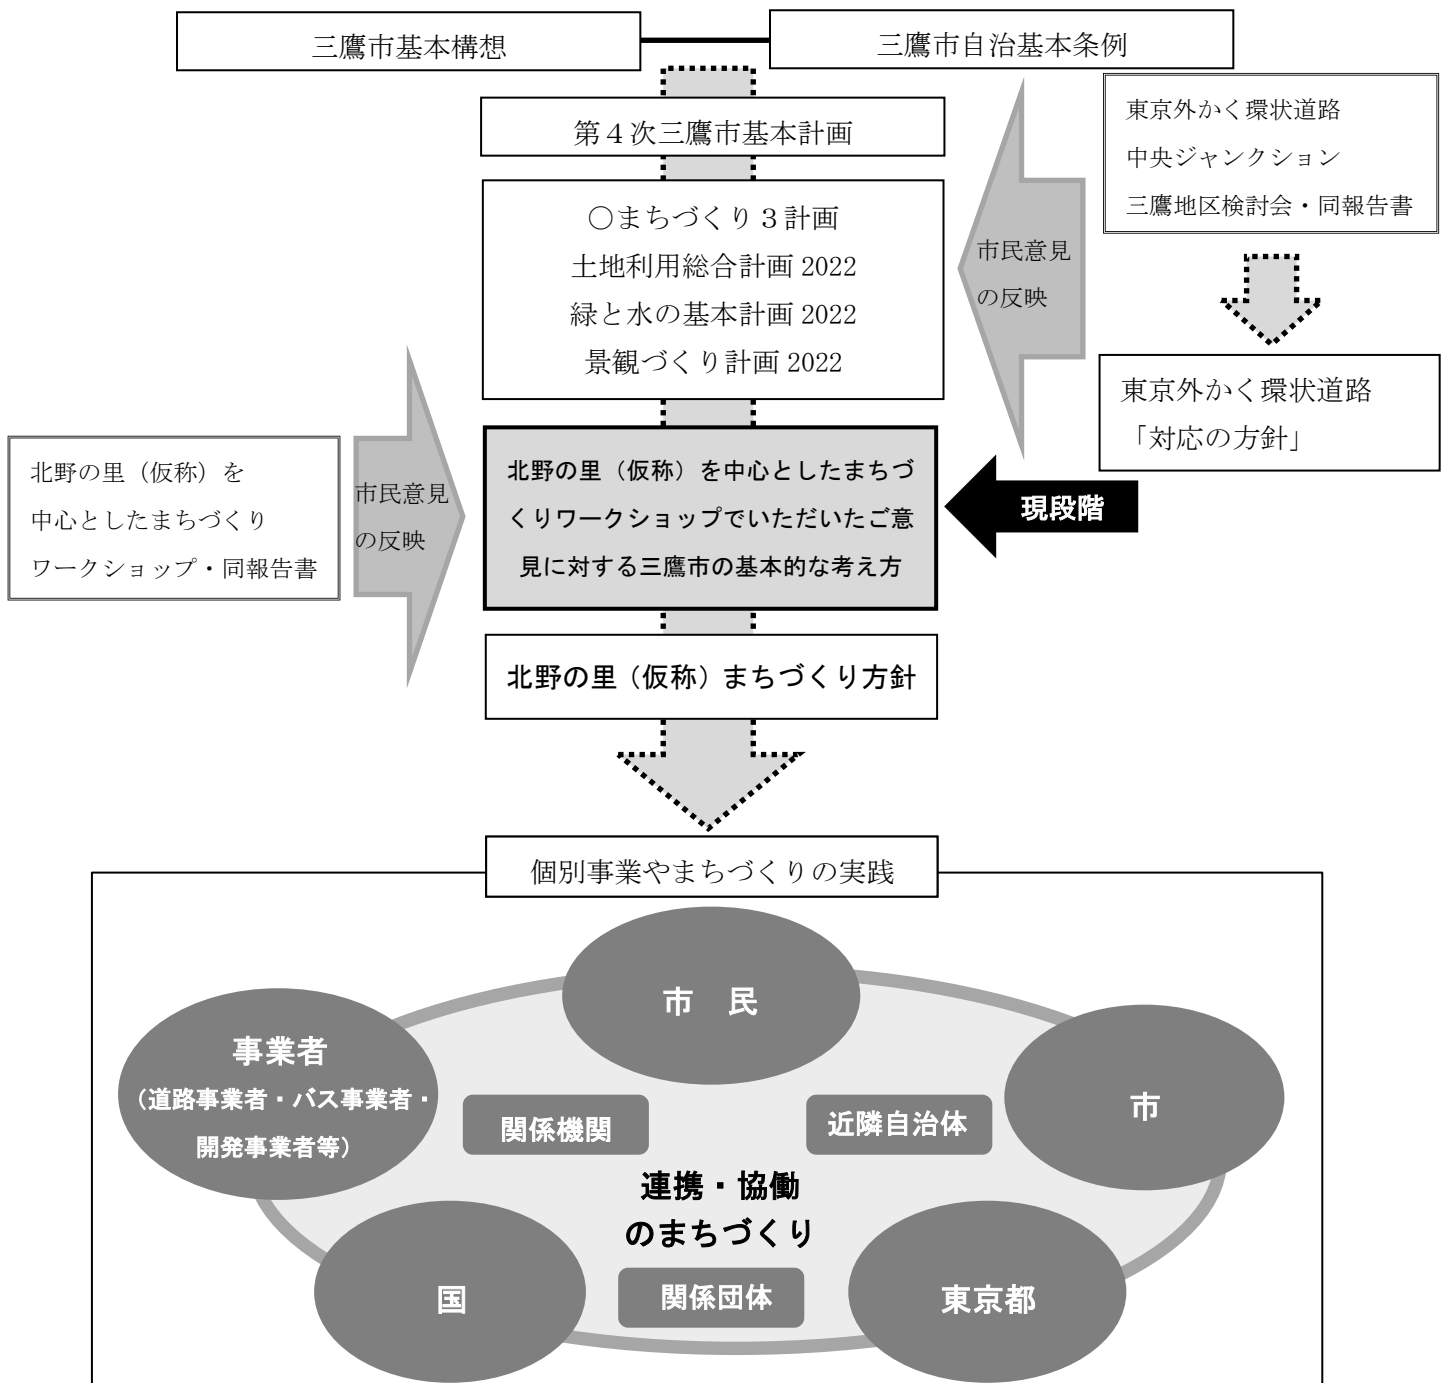 三鷹市基本構想
三鷹市自治基本条例
第４次三鷹市基本計画
東京外かく環状道路
中央ジャンクション
三鷹地区検討会・同報告書
○まちづくり３計画
土地利用総合計画 2022
緑と水の基本計画 2022
景観づくり計画 2022
市民意見
の反映
東京外かく環状道路
「対応の方針」
北野の里（仮称）を
中心としたまちづくり
ワークショップ・同報告書
市民意見
の反映
北野の里（仮称）を中心としたまちづ
くりワークショップでいただいたご意
見に対する三鷹市の基本的な考え方
現段階
北野の里（仮称）まちづくり方針
個別事業やまちづくりの実践
市　民
事業者
（道路事業者・バス事業者・
開発事業者等）
市
関係機関
近隣自治体
連携・協働
のまちづくり
国
関係団体
東京都